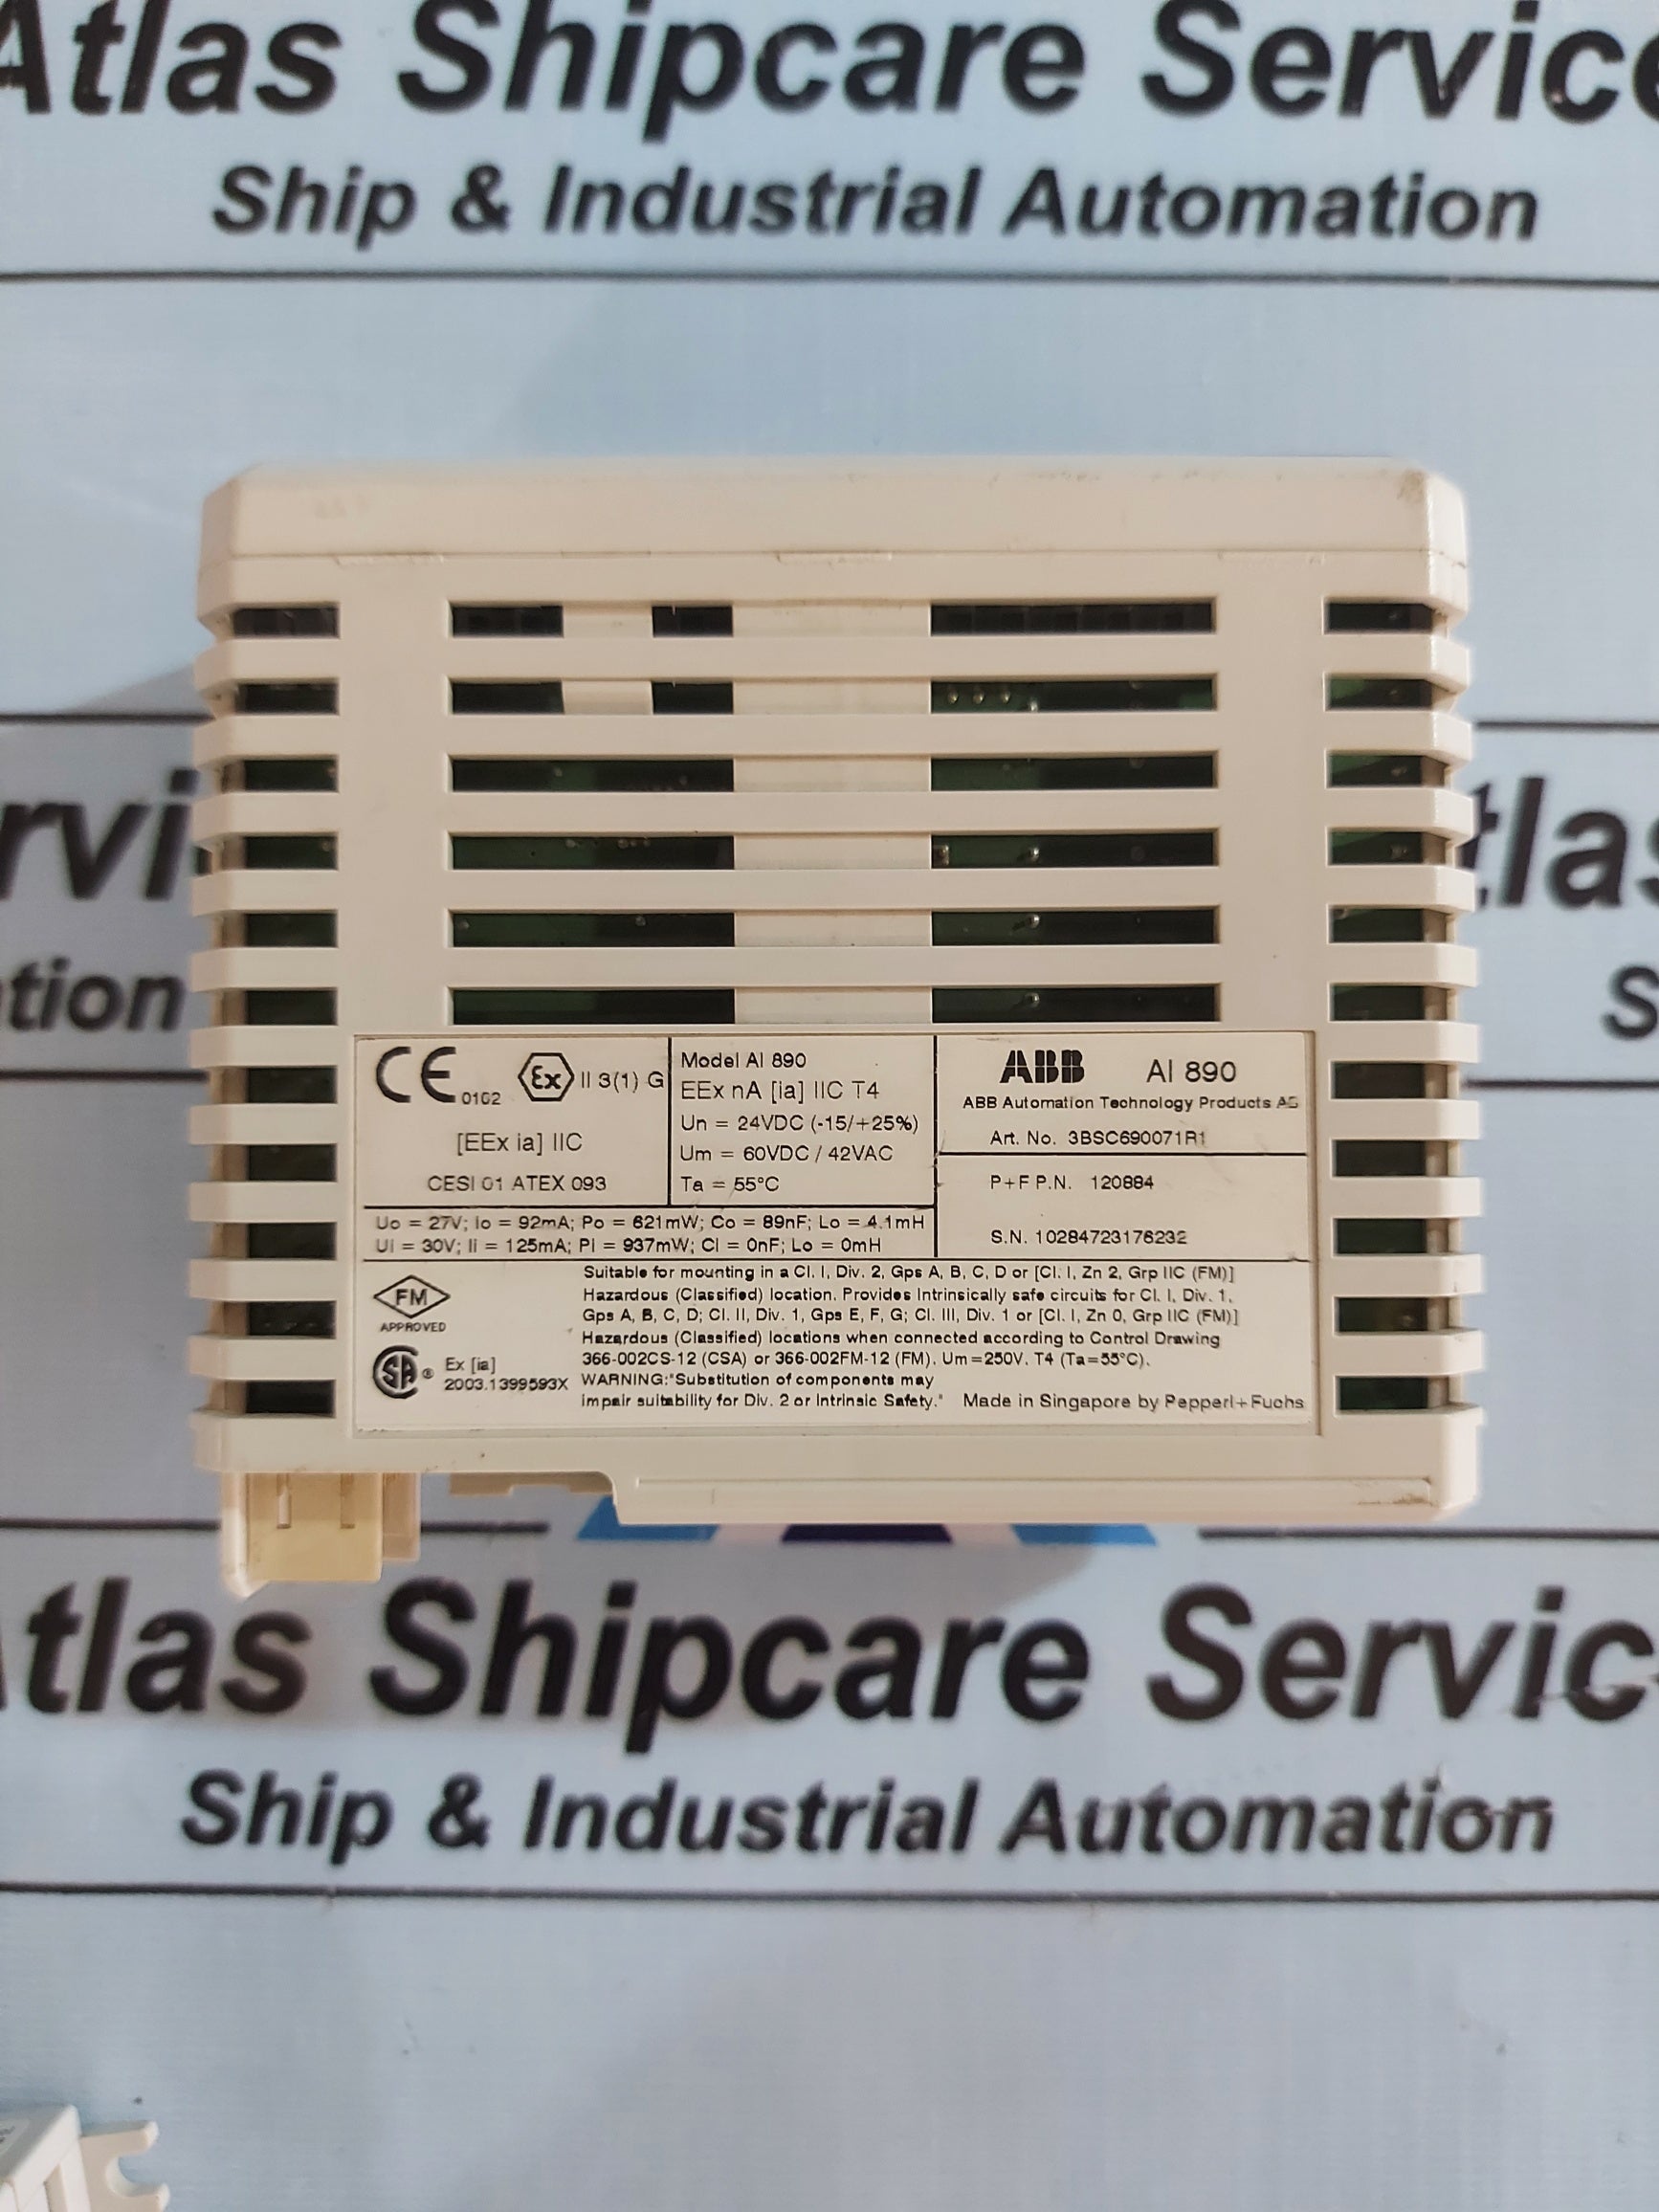 Atlas Shipcare Service
Ship & Industrial Automation
CE 0102 Ex II 3(1) G
[EEx ia] IIC
CESI 01 ATEX 093
Model AI 890
EEx nA [ia] IIC T4
Un = 24VDC (-15/+25%)
Um = 60VDC / 42VAC
Ta = 55°C
ABB AI 890
ABB Automation Technology Products AB
Art. No. 3BSC690071R1
P+F P.N. 120884
S.N. 10284723176232
Uo = 27V; Io = 92mA; Po = 621mW; Co = 89nF; Lo = 4.1mH
Ui = 30V; Ii = 125mA; Pi = 937mW; Ci = 0nF; Lo = 0mH
FM
APPROVED
SA ® Ex [ia]
2003.1399593X
Suitable for mounting in a Cl. I, Div. 2, Gps A, B, C, D or [Cl. I, Zn 2, Grp IIC (FM)]
Hazardous (Classified) location. Provides Intrinsically safe circuits for Cl. I, Div. 1,
Gps A, B, C, D; Cl. II, Div. 1, Gps E, F, G; Cl. III, Div. 1 or [Cl. I, Zn 0, Grp IIC (FM)]
Hazardous (Classified) locations when connected according to Control Drawing
366-002CS-12 (CSA) or 366-002FM-12 (FM). Um=250V. T4 (Ta=55°C).
WARNING:"Substitution of components may
impair suitability for Div. 2 or Intrinsic Safety." Made in Singapore by Pepperl+Fuchs
rvi
tlas
tion
S
tlas Shipcare Servic
Ship & Industrial Automation